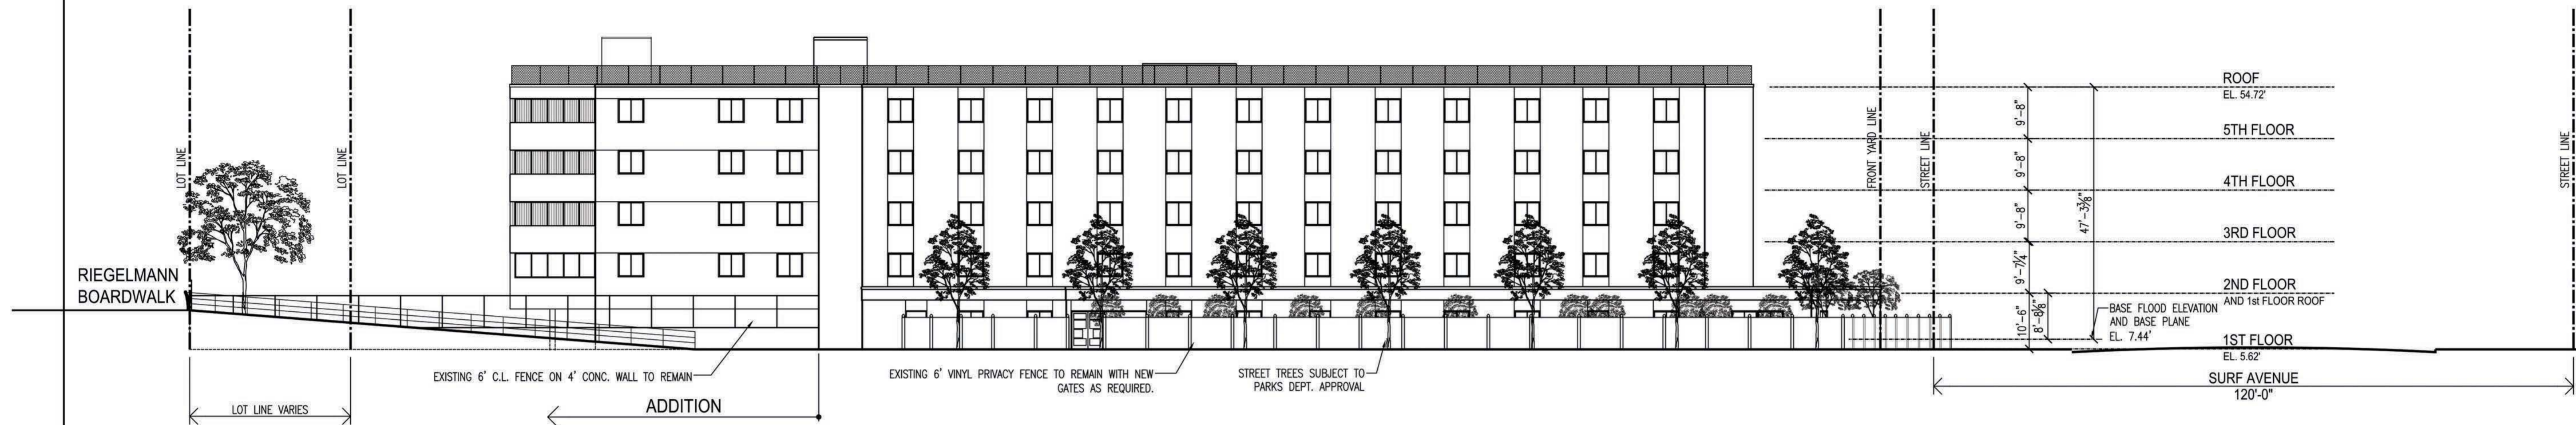 RIEGELMANN
BOARDWALK
LOT LINE
LOT LINE
LOT LINE VARIES
EXISTING 6' C.L. FENCE ON 4' CONC. WALL TO REMAIN
ADDITION
EXISTING 6' VINYL PRIVACY FENCE TO REMAIN WITH NEW
GATES AS REQUIRED.
STREET TREES SUBJECT TO
PARKS DEPT. APPROVAL
FRONT YARD LINE
STREET LINE
9'-8"
9'-8"
9'-8"
9'-7¼"
10'-6"
8'-8⅛"
47'-3⅜"
BASE FLOOD ELEVATION
AND BASE PLANE
EL. 7.44'
ROOF
EL. 54.72'
5TH FLOOR
4TH FLOOR
3RD FLOOR
2ND FLOOR
AND 1st FLOOR ROOF
1ST FLOOR
EL. 5.62'
SURF AVENUE
120'-0"
STREET LINE